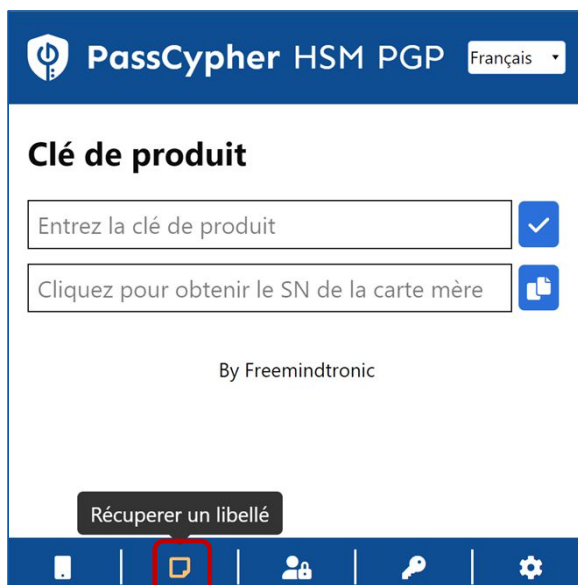 PassCypher HSM PGP
Français
Clé de produit
Entrez la clé de produit
Cliquez pour obtenir le SN de la carte mère
By Freemindtronic
Récuperer un libellé